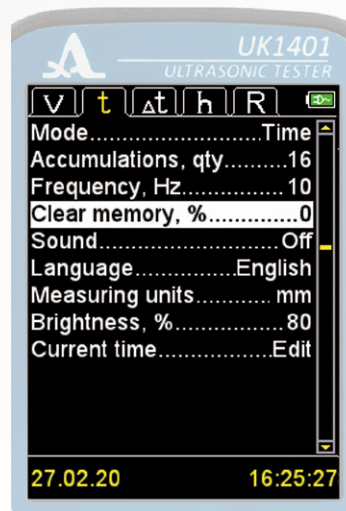 UK1401
ULTRASONIC TESTER
V t Δt h R
Mode..........................Time
Accumulations, qty..........16
Frequency, Hz..................10
Clear memory, %..............0
Sound............................Off
Language................English
Measuring units............ mm
Brightness, %..................80
Current time..................Edit
27.02.20 16:25:27